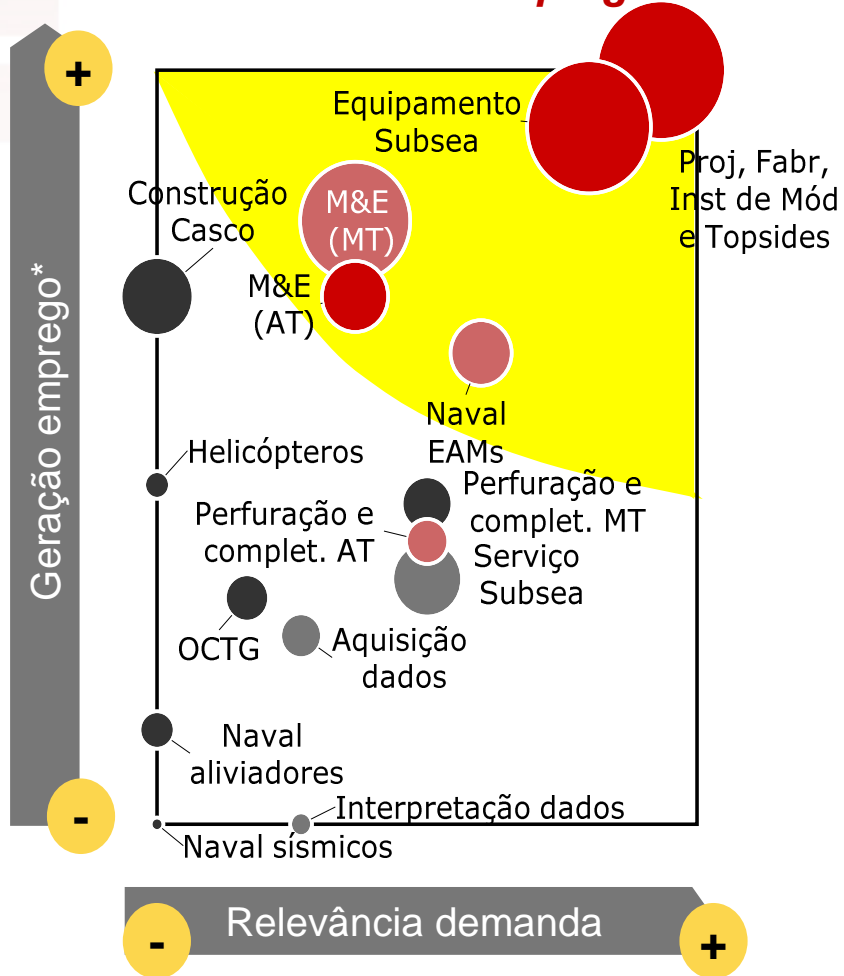 +
Geração emprego*
-
Equipamento
Subsea
Proj, Fabr,
Inst de Mód
e Topsides
Construção
Casco
M&E
(MT)
M&E
(AT)
Naval
EAMs
Helicópteros
Perfuração e
complet. MT
Perfuração e
complet. AT
Serviço
Subsea
OCTG
Aquisição
dados
Naval
aliviadores
Interpretação dados
Naval sísmicos
-
Relevância demanda
+